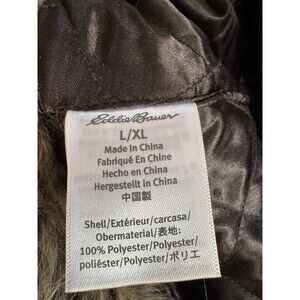 Eddie Bauer
L/XL
Made in China
Fabriqué En Chine
Hecho en China
Hergestellt in China
中国製
Shell/Extérieur/carcasa/
Obermaterial/表地:
100% Polyester/Polyester/
poliéster/Polyester/ポリエ